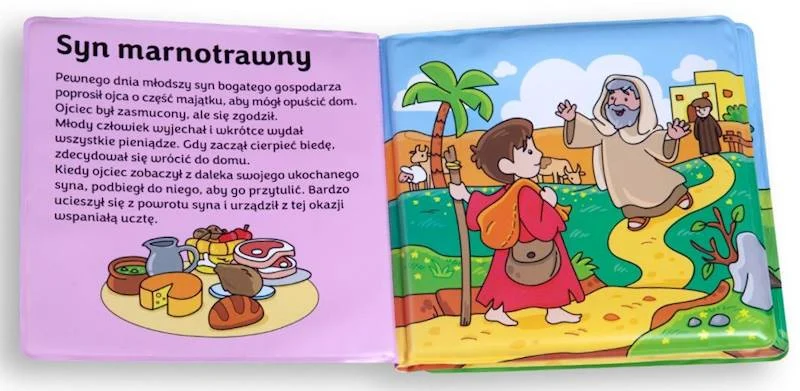 Syn marnotrawny
Pewnego dnia młodszy syn bogatego gospodarza
poprosił ojca o część majątku, aby mógł opuścić dom.
Ojciec był zasmucony, ale się zgodził.
Młody człowiek wyjechał i wkrótce wydał
wszystkie pieniądze. Gdy zaczął cierpieć biedę,
zdecydował się wrócić do domu.
Kiedy ojciec zobaczył z daleka swojego ukochanego
syna, podbiegł do niego, aby go przytulić. Bardzo
ucieszył się z powrotu syna i urządził z tej okazji
wspaniałą ucztę.